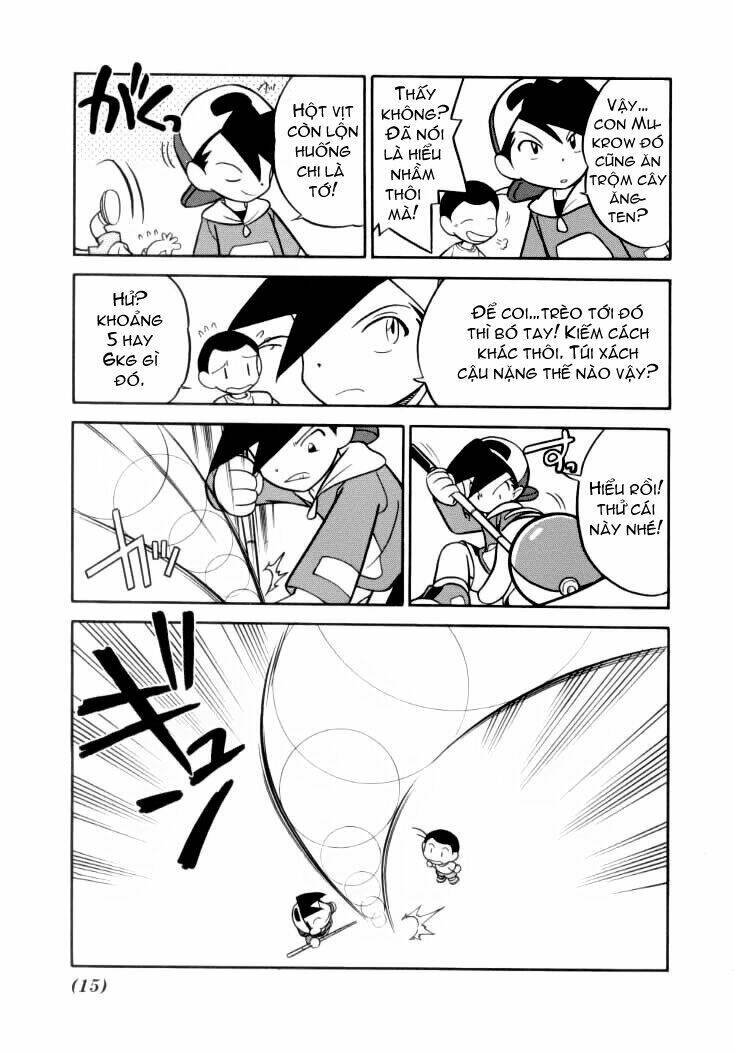 VẬY...
CON MU-
KROW ĐÓ
CŨNG ĂN
TRỘM CÂY
ĂNG-
TEN?
THẤY
KHÔNG?
ĐÃ NÓI
LÀ HIỂU
NHẦM
THÔI
MÀ!
HỘT VỊT
CÒN LỘN
HUỐNG
CHI LÀ
TỚ!
がくっ
ĐỂ COI...TRÈO TỚI ĐÓ
THÌ BÓ TAY! KIẾM CÁCH
KHÁC THÔI. TÚI XÁCH
CẬU NẶNG THẾ NÀO VẬY?
HỬ?
KHOẢNG
5 HAY
6KG GÌ
ĐÓ.
HIỂU RỒI!
THỬ CÁI
NÀY NHÉ!
すっ
ガッ
ギュン
(15)